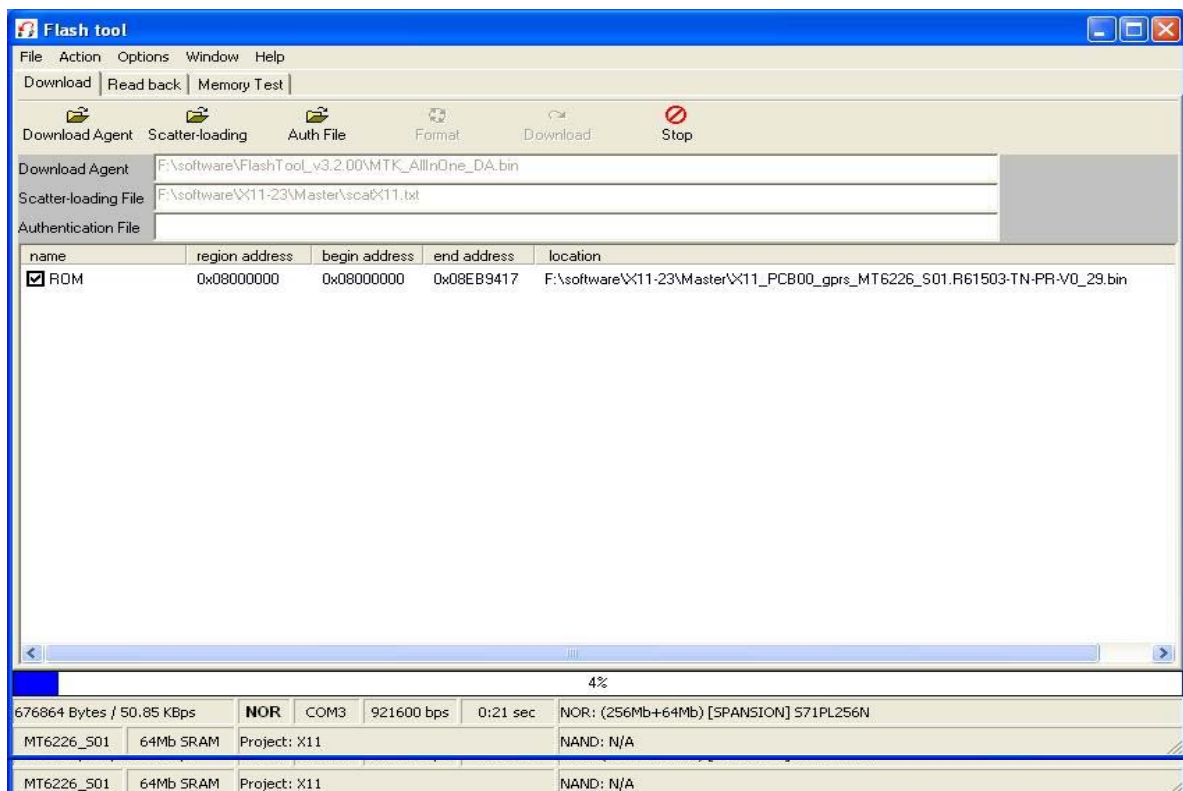 Flash tool
File Action Options Window Help
Download Read back Memory Test
Download Agent Scatter-loading Auth File Format Download Stop
Download Agent F:\software\FlashTool_v3.2.00\MTK_AllInOne_DA.bin
Scatter-loading File F:\software\X11-23\Master\scatX11.txt
Authentication File
name region address begin address end address location
ROM 0x08000000 0x08000000 0x08EB9417 F:\software\X11-23\Master\X11_PCB00_gprs_MT6226_S01.R61503-TN-PR-V0_29.bin
4%
676864 Bytes / 50.85 KBps NOR COM3 921600 bps 0:21 sec NOR: (256Mb+64Mb) [SPANSION] S71PL256N
MT6226_S01 64Mb SRAM Project: X11 NAND: N/A
MT6226_S01 64Mb SRAM Project: X11 NAND: N/A